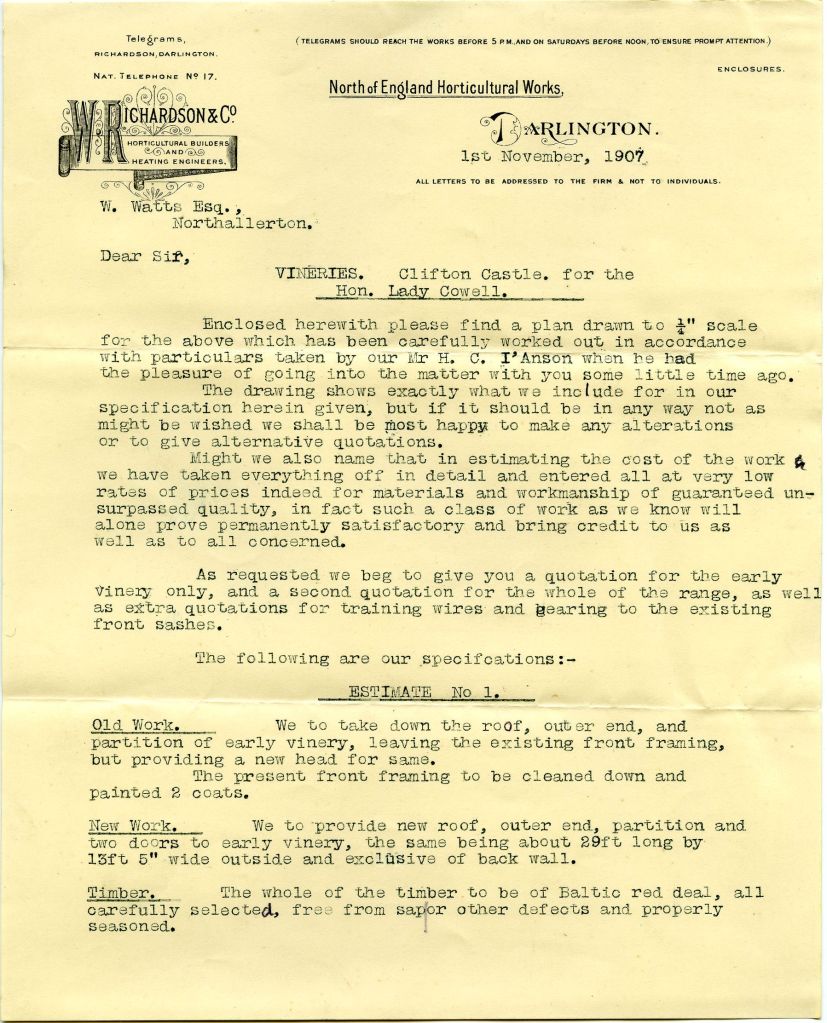 Telegrams,
RICHARDSON, DARLINGTON.
NAT. TELEPHONE No 17.
(TELEGRAMS SHOULD REACH THE WORKS BEFORE 5 P.M., AND ON SATURDAYS BEFORE NOON, TO ENSURE PROMPT ATTENTION.)
ENCLOSURES.
North of England Horticultural Works,
W. RICHARDSON & Co
HORTICULTURAL BUILDERS
AND
HEATING ENGINEERS.
DARLINGTON.
1st November, 1907
ALL LETTERS TO BE ADDRESSED TO THE FIRM & NOT TO INDIVIDUALS.
W. Watts Esq.,
Northallerton.
Dear Sir,
VINERIES. Clifton Castle. for the
Hon. Lady Cowell.
Enclosed herewith please find a plan drawn to ¼" scale
for the above which has been carefully worked out in accordance
with particulars taken by our Mr H. C. I'Anson when he had
the pleasure of going into the matter with you some little time ago.
The drawing shows exactly what we include for in our
specification herein given, but if it should be in any way not as
might be wished we shall be most happy to make any alterations
or to give alternative quotations.
Might we also name that in estimating the cost of the work
we have taken everything off in detail and entered all at very low
rates of prices indeed for materials and workmanship of guaranteed un-
surpassed quality, in fact such a class of work as we know will
alone prove permanently satisfactory and bring credit to us as
well as to all concerned.
As requested we beg to give you a quotation for the early
vinery only, and a second quotation for the whole of the range, as well
as extra quotations for training wires and gearing to the existing
front sashes.
The following are our specifcations:-
ESTIMATE No 1.
Old Work. We to take down the roof, outer end, and
partition of early vinery, leaving the existing front framing,
but providing a new head for same.
The present front framing to be cleaned down and
painted 2 coats.
New Work. We to provide new roof, outer end, partition and
two doors to early vinery, the same being about 29ft long by
13ft 5" wide outside and exclusive of back wall.
Timber. The whole of the timber to be of Baltic red deal, all
carefully selected, free from sap|or other defects and properly
seasoned.